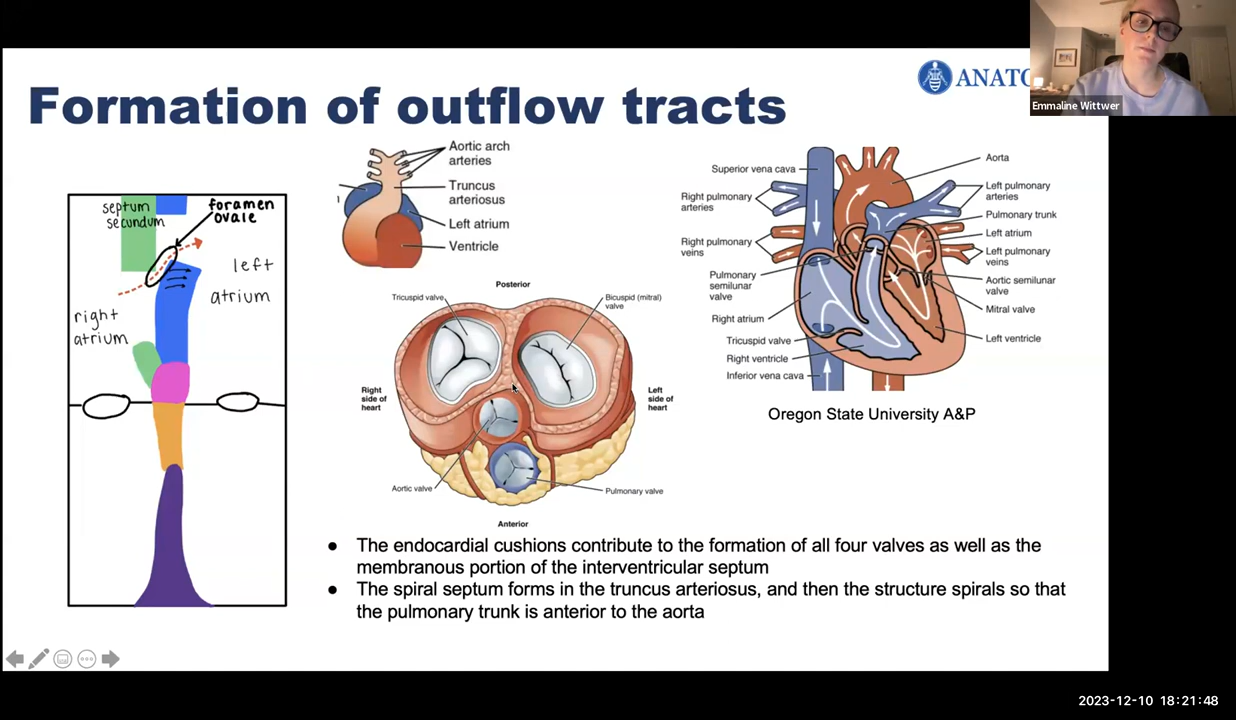 ANATO
Emmaline Wittwer
Formation of outflow tracts
septum
secundum
foramen
ovale
left
atrium
right
atrium
Aortic arch
arteries
Truncus
arteriosus
Left atrium
Ventricle
Posterior
Tricuspid valve
Bicuspid (mitral)
valve
Right
side of
heart
Left
side of
heart
Aortic valve
Pulmonary valve
Anterior
Superior vena cava
Right pulmonary
arteries
Right pulmonary
veins
Pulmonary
semilunar
valve
Right atrium
Tricuspid valve
Right ventricle
Inferior vena cava
Aorta
Left pulmonary
arteries
Pulmonary trunk
Left atrium
Left pulmonary
veins
Aortic semilunar
valve
Mitral valve
Left ventricle
Oregon State University A&P
● The endocardial cushions contribute to the formation of all four valves as well as the
membranous portion of the interventricular septum
● The spiral septum forms in the truncus arteriosus, and then the structure spirals so that
the pulmonary trunk is anterior to the aorta
2023-12-10 18:21:48